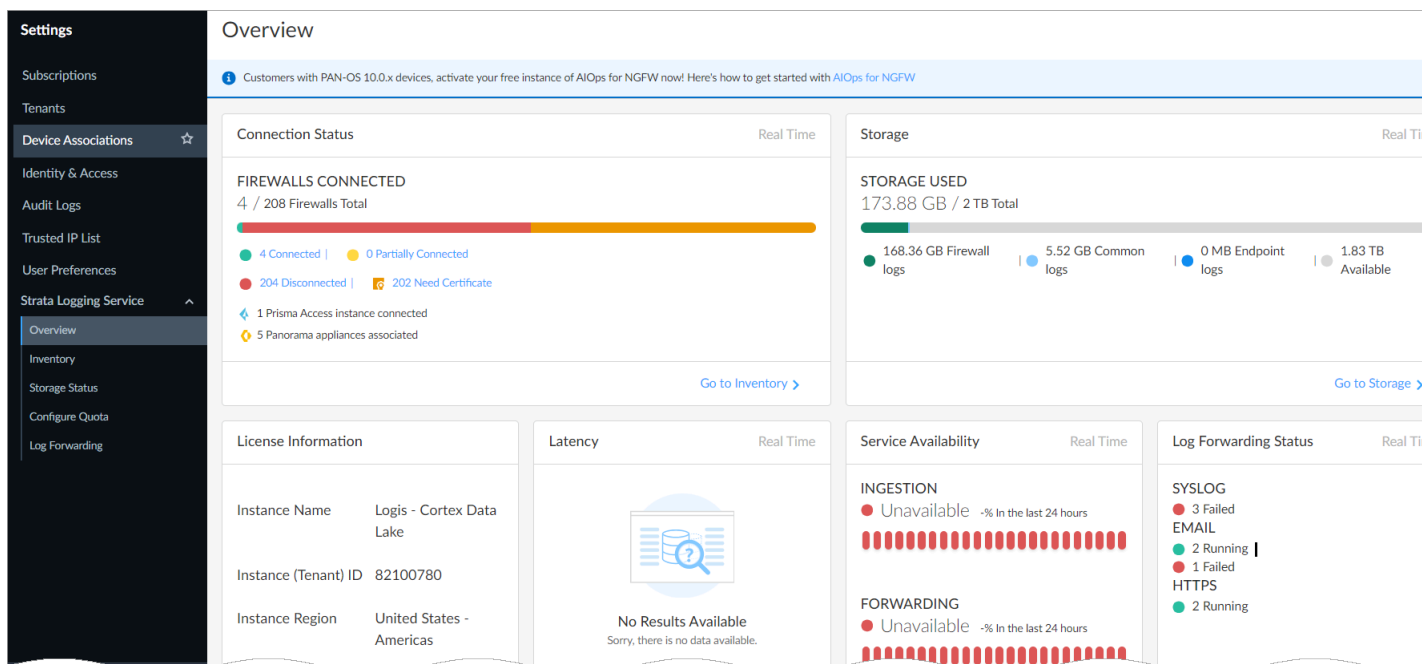 Settings
Subscriptions
Tenants
Device Associations
Identity & Access
Audit Logs
Trusted IP List
User Preferences
Strata Logging Service
Overview
Inventory
Storage Status
Configure Quota
Log Forwarding
Overview
Customers with PAN-OS 10.0.x devices, activate your free instance of AIOps for NGFW now! Here's how to get started with AIOps for NGFW
Connection Status Real Time
FIREWALLS CONNECTED
4 / 208 Firewalls Total
4 Connected | 0 Partially Connected
204 Disconnected | 202 Need Certificate
1 Prisma Access instance connected
5 Panorama appliances associated
Go to Inventory
Storage Real Ti
STORAGE USED
173.88 GB / 2 TB Total
168.36 GB Firewall
logs
| 5.52 GB Common
logs
| 0 MB Endpoint
logs
| 1.83 TB
Available
Go to Storage
License Information
Instance Name Logis - Cortex Data
Lake
Instance (Tenant) ID 82100780
Instance Region United States -
Americas
Latency Real Time
No Results Available
Sorry, there is no data available.
Service Availability Real Time
INGESTION
Unavailable -% In the last 24 hours
FORWARDING
Unavailable -% In the last 24 hours
Log Forwarding Status Real Ti
SYSLOG
3 Failed
EMAIL
2 Running |
1 Failed
HTTPS
2 Running